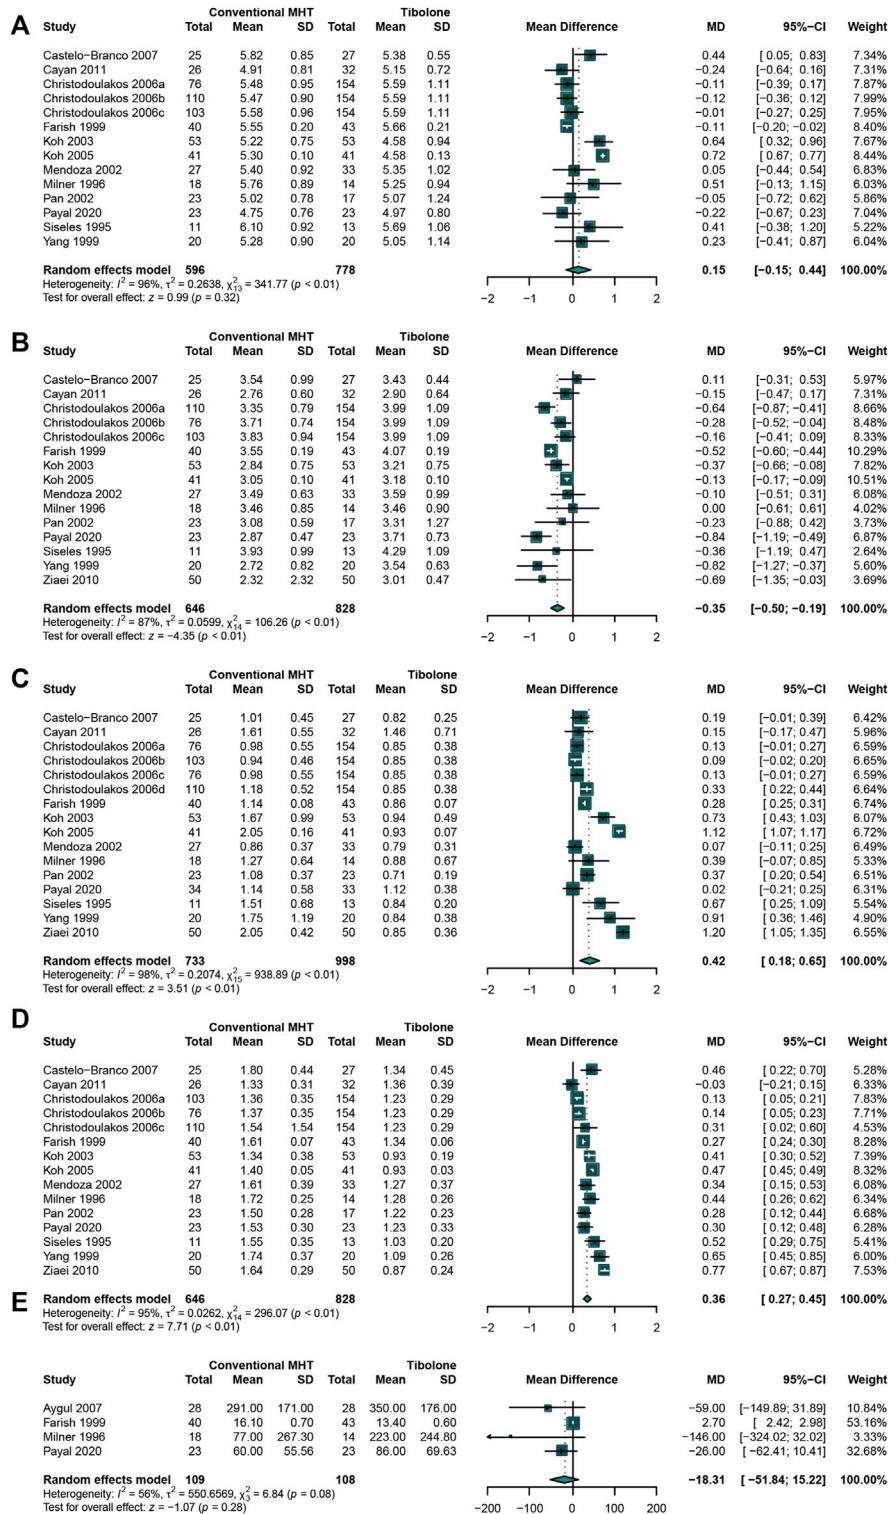 A
Conventional MHT Tibolone
Study Total Mean SD Total Mean SD Mean Difference MD 95%−CI Weight
Castelo−Branco 2007 25 5.82 0.85 27 5.38 0.55 0.44 [ 0.05; 0.83] 7.34%
Cayan 2011 26 4.91 0.81 32 5.15 0.72 −0.24 [−0.64; 0.16] 7.31%
Christodoulakos 2006a 76 5.48 0.95 154 5.59 1.11 −0.11 [−0.39; 0.17] 7.87%
Christodoulakos 2006b 110 5.47 0.90 154 5.59 1.11 −0.12 [−0.36; 0.12] 7.99%
Christodoulakos 2006c 103 5.58 0.96 154 5.59 1.11 −0.01 [−0.27; 0.25] 7.95%
Farish 1999 40 5.55 0.20 43 5.66 0.21 −0.11 [−0.20; −0.02] 8.40%
Koh 2003 53 5.22 0.75 53 4.58 0.94 0.64 [ 0.32; 0.96] 7.67%
Koh 2005 41 5.30 0.10 41 4.58 0.13 0.72 [ 0.67; 0.77] 8.44%
Mendoza 2002 27 5.40 0.92 33 5.35 1.02 0.05 [−0.44; 0.54] 6.83%
Milner 1996 18 5.76 0.89 14 5.25 0.94 0.51 [−0.13; 1.15] 6.05%
Pan 2002 23 5.02 0.78 17 5.07 1.24 −0.05 [−0.72; 0.62] 5.86%
Payal 2020 23 4.75 0.76 23 4.97 0.80 −0.22 [−0.67; 0.23] 7.04%
Siseles 1995 11 6.10 0.92 13 5.69 1.06 0.41 [−0.38; 1.20] 5.22%
Yang 1999 20 5.28 0.90 20 5.05 1.14 0.23 [−0.41; 0.87] 6.04%
Random effects model 596 778 0.15 [−0.15; 0.44] 100.00%
Heterogeneity: I² = 96%, τ² = 0.2638, χ²₁₃ = 341.77 (p < 0.01)
Test for overall effect: z = 0.99 (p = 0.32)
−2 −1 0 1 2
B
Conventional MHT Tibolone
Study Total Mean SD Total Mean SD Mean Difference MD 95%−CI Weight
Castelo−Branco 2007 25 3.54 0.99 27 3.43 0.44 0.11 [−0.31; 0.53] 5.97%
Cayan 2011 26 2.76 0.60 32 2.90 0.64 −0.15 [−0.47; 0.17] 7.31%
Christodoulakos 2006a 110 3.35 0.79 154 3.99 1.09 −0.64 [−0.87; −0.41] 8.66%
Christodoulakos 2006b 76 3.71 0.74 154 3.99 1.09 −0.28 [−0.52; −0.04] 8.48%
Christodoulakos 2006c 103 3.83 0.94 154 3.99 1.09 −0.16 [−0.41; 0.09] 8.33%
Farish 1999 40 3.55 0.19 43 4.07 0.19 −0.52 [−0.60; −0.44] 10.29%
Koh 2003 53 2.84 0.75 53 3.21 0.75 −0.37 [−0.66; −0.08] 7.82%
Koh 2005 41 3.05 0.10 41 3.18 0.10 −0.13 [−0.17; −0.09] 10.51%
Mendoza 2002 27 3.49 0.63 33 3.59 0.99 −0.10 [−0.51; 0.31] 6.08%
Milner 1996 18 3.46 0.85 14 3.46 0.90 0.00 [−0.61; 0.61] 4.02%
Pan 2002 23 3.08 0.59 17 3.31 1.27 −0.23 [−0.88; 0.42] 3.73%
Payal 2020 23 2.87 0.47 23 3.71 0.73 −0.84 [−1.19; −0.49] 6.87%
Siseles 1995 11 3.93 0.99 13 4.29 1.09 −0.36 [−1.19; 0.47] 2.64%
Yang 1999 20 2.72 0.82 20 3.54 0.63 −0.82 [−1.27; −0.37] 5.60%
Ziaei 2010 50 2.32 2.32 50 3.01 0.47 −0.69 [−1.35; −0.03] 3.69%
Random effects model 646 828 −0.35 [−0.50; −0.19] 100.00%
Heterogeneity: I² = 87%, τ² = 0.0599, χ²₁₄ = 106.26 (p < 0.01)
Test for overall effect: z = −4.35 (p < 0.01)
−2 −1 0 1 2
C
Conventional MHT Tibolone
Study Total Mean SD Total Mean SD Mean Difference MD 95%−CI Weight
Castelo−Branco 2007 25 1.01 0.45 27 0.82 0.25 0.19 [−0.01; 0.39] 6.42%
Cayan 2011 26 1.61 0.55 32 1.46 0.71 0.15 [−0.17; 0.47] 5.96%
Christodoulakos 2006a 76 0.98 0.55 154 0.85 0.38 0.13 [−0.01; 0.27] 6.59%
Christodoulakos 2006b 103 0.94 0.46 154 0.85 0.38 0.09 [−0.02; 0.20] 6.65%
Christodoulakos 2006c 76 0.98 0.55 154 0.85 0.38 0.13 [−0.01; 0.27] 6.59%
Christodoulakos 2006d 110 1.18 0.52 154 0.85 0.38 0.33 [ 0.22; 0.44] 6.64%
Farish 1999 40 1.14 0.08 43 0.86 0.07 0.28 [ 0.25; 0.31] 6.74%
Koh 2003 53 1.67 0.99 53 0.94 0.49 0.73 [ 0.43; 1.03] 6.07%
Koh 2005 41 2.05 0.16 41 0.93 0.07 1.12 [ 1.07; 1.17] 6.72%
Mendoza 2002 27 0.86 0.37 33 0.79 0.31 0.07 [−0.11; 0.25] 6.49%
Milner 1996 18 1.27 0.64 14 0.88 0.67 0.39 [−0.07; 0.85] 5.33%
Pan 2002 23 1.08 0.37 23 0.71 0.19 0.37 [ 0.20; 0.54] 6.51%
Payal 2020 34 1.14 0.58 33 1.12 0.38 0.02 [−0.21; 0.25] 6.31%
Siseles 1995 11 1.51 0.68 13 0.84 0.20 0.67 [ 0.25; 1.09] 5.54%
Yang 1999 20 1.75 1.19 20 0.84 0.38 0.91 [ 0.36; 1.46] 4.90%
Ziaei 2010 50 2.05 0.42 50 0.85 0.36 1.20 [ 1.05; 1.35] 6.55%
Random effects model 733 998 0.42 [ 0.18; 0.65] 100.00%
Heterogeneity: I² = 98%, τ² = 0.2074, χ²₁₅ = 938.89 (p < 0.01)
Test for overall effect: z = 3.51 (p < 0.01)
−2 −1 0 1 2
D
Conventional MHT Tibolone
Study Total Mean SD Total Mean SD Mean Difference MD 95%−CI Weight
Castelo−Branco 2007 25 1.80 0.44 27 1.34 0.45 0.46 [ 0.22; 0.70] 5.28%
Cayan 2011 26 1.33 0.31 32 1.36 0.39 −0.03 [−0.21; 0.15] 6.33%
Christodoulakos 2006a 103 1.36 0.35 154 1.23 0.29 0.13 [ 0.05; 0.21] 7.83%
Christodoulakos 2006b 76 1.37 0.35 154 1.23 0.29 0.14 [ 0.05; 0.23] 7.71%
Christodoulakos 2006c 110 1.54 1.54 154 1.23 0.29 0.31 [ 0.02; 0.60] 4.53%
Farish 1999 40 1.61 0.07 43 1.34 0.06 0.27 [ 0.24; 0.30] 8.28%
Koh 2003 53 1.34 0.38 53 0.93 0.19 0.41 [ 0.30; 0.52] 7.39%
Koh 2005 41 1.40 0.05 41 0.93 0.03 0.47 [ 0.45; 0.49] 8.32%
Mendoza 2002 27 1.61 0.39 33 1.27 0.37 0.34 [ 0.15; 0.53] 6.08%
Milner 1996 18 1.72 0.25 14 1.28 0.26 0.44 [ 0.26; 0.62] 6.34%
Pan 2002 23 1.50 0.28 17 1.22 0.23 0.28 [ 0.12; 0.44] 6.68%
Payal 2020 23 1.53 0.30 23 1.23 0.33 0.30 [ 0.12; 0.48] 6.28%
Siseles 1995 11 1.55 0.35 13 1.03 0.20 0.52 [ 0.29; 0.75] 5.41%
Yang 1999 20 1.74 0.37 20 1.09 0.26 0.65 [ 0.45; 0.85] 6.00%
Ziaei 2010 50 1.64 0.29 50 0.87 0.24 0.77 [ 0.67; 0.87] 7.53%
Random effects model 646 828 0.36 [ 0.27; 0.45] 100.00%
Heterogeneity: I² = 95%, τ² = 0.0262, χ²₁₄ = 296.07 (p < 0.01)
Test for overall effect: z = 7.71 (p < 0.01)
−2 −1 0 1 2
E
Conventional MHT Tibolone
Study Total Mean SD Total Mean SD Mean Difference MD 95%−CI Weight
Aygul 2007 28 291.00 171.00 28 350.00 176.00 −59.00 [−149.89; 31.89] 10.84%
Farish 1999 40 16.10 0.70 43 13.40 0.60 2.70 [ 2.42; 2.98] 53.16%
Milner 1996 18 77.00 267.30 14 223.00 244.80 −146.00 [−324.02; 32.02] 3.33%
Payal 2020 23 60.00 55.56 23 86.00 69.63 −26.00 [−62.41; 10.41] 32.68%
Random effects model 109 108 −18.31 [−51.84; 15.22] 100.00%
Heterogeneity: I² = 56%, τ² = 550.6569, χ²₃ = 6.84 (p = 0.08)
Test for overall effect: z = −1.07 (p = 0.28)
−200 −100 0 100 200